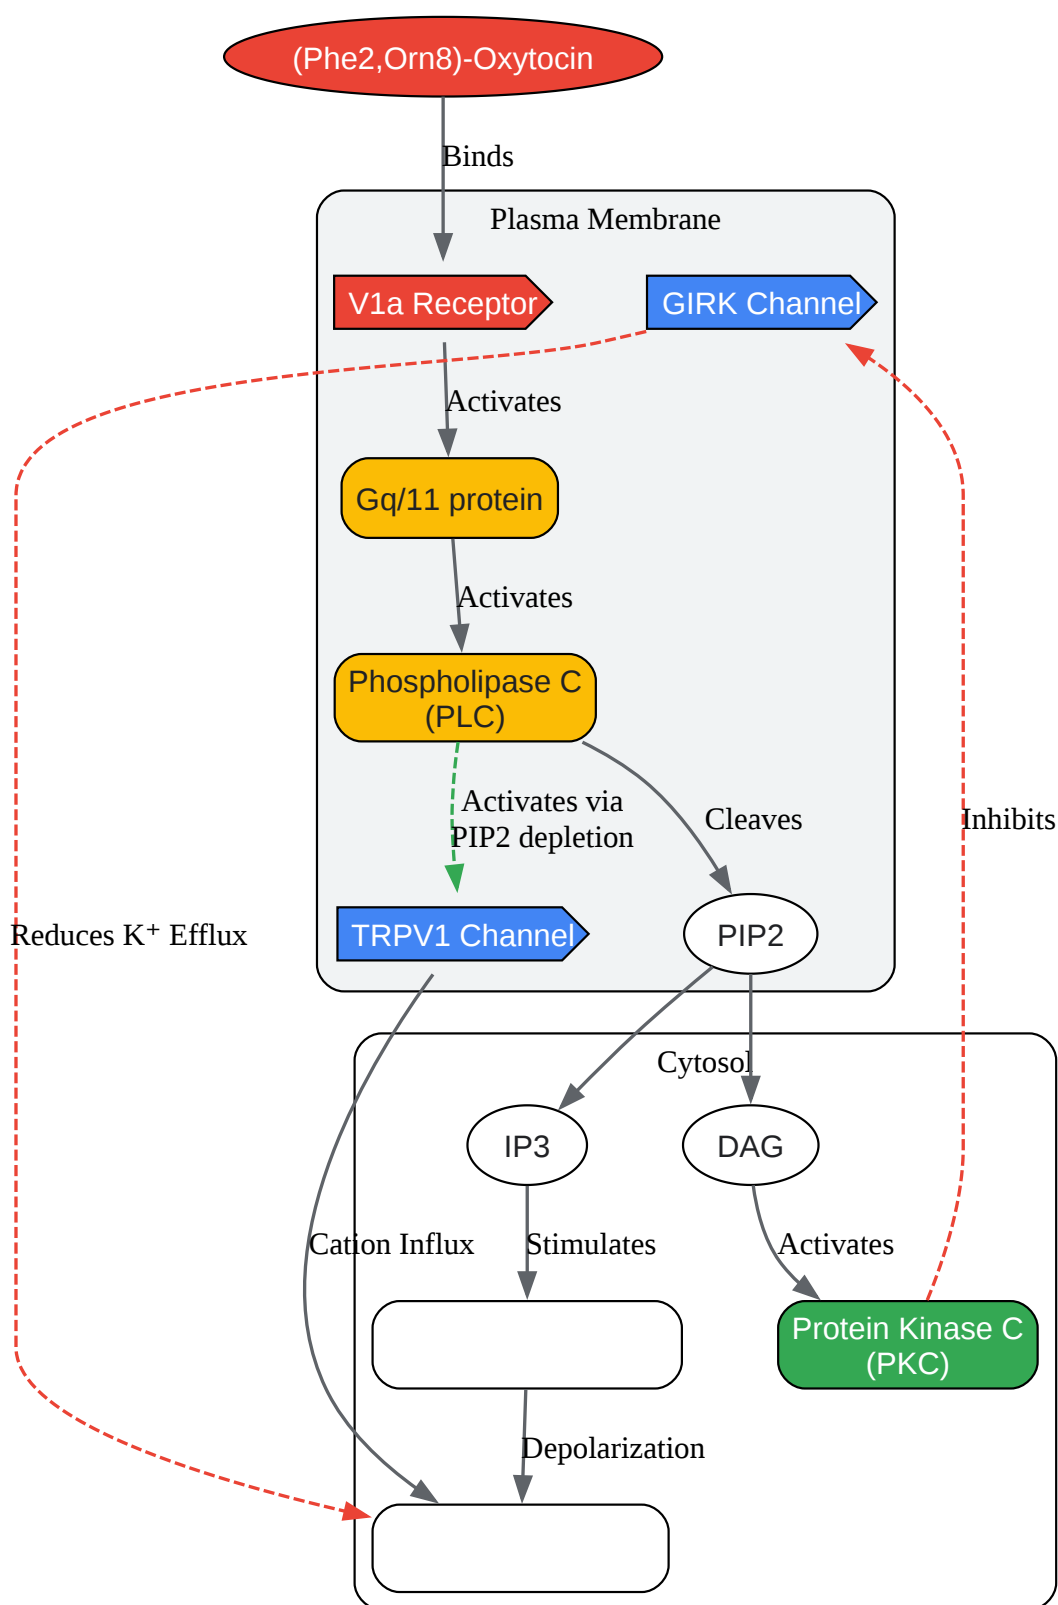 (Phe2,Orn8)-Oxytocin
Binds
Plasma Membrane
V1a Receptor
GIRK Channel
Activates
Gq/11 protein
Activates
Phospholipase C
(PLC)
Activates via
PIP2 depletion
Cleaves
Inhibits
TRPV1 Channel
PIP2
Reduces K⁺ Efflux
Cytosol
IP3
DAG
Cation Influx
Stimulates
Activates
Protein Kinase C
(PKC)
Depolarization